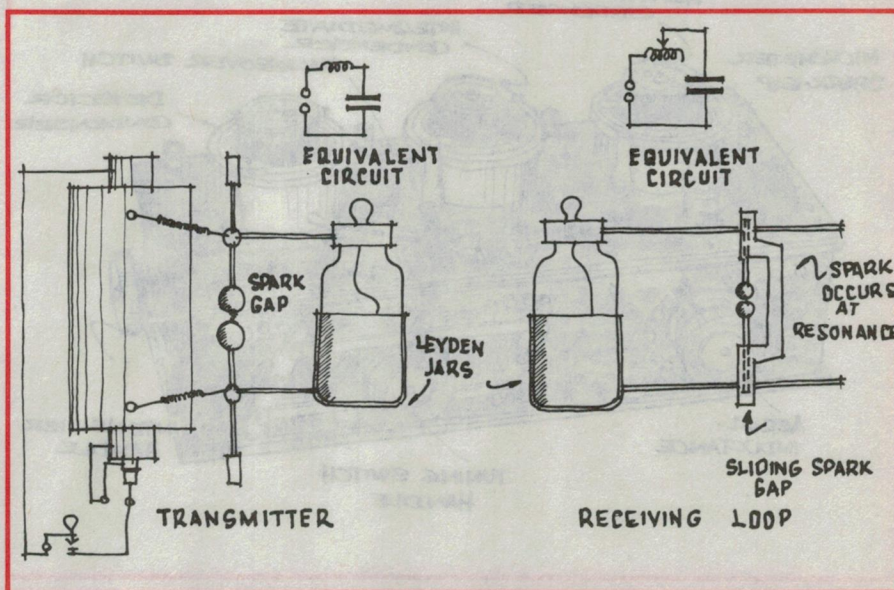 EQUIVALENT
CIRCUIT
EQUIVALENT
CIRCUIT
SPARK
GAP
LEYDEN
JARS
SPARK
OCCURS
AT
RESONANCE
SLIDING SPARK
GAP
TRANSMITTER
RECEIVING LOOP